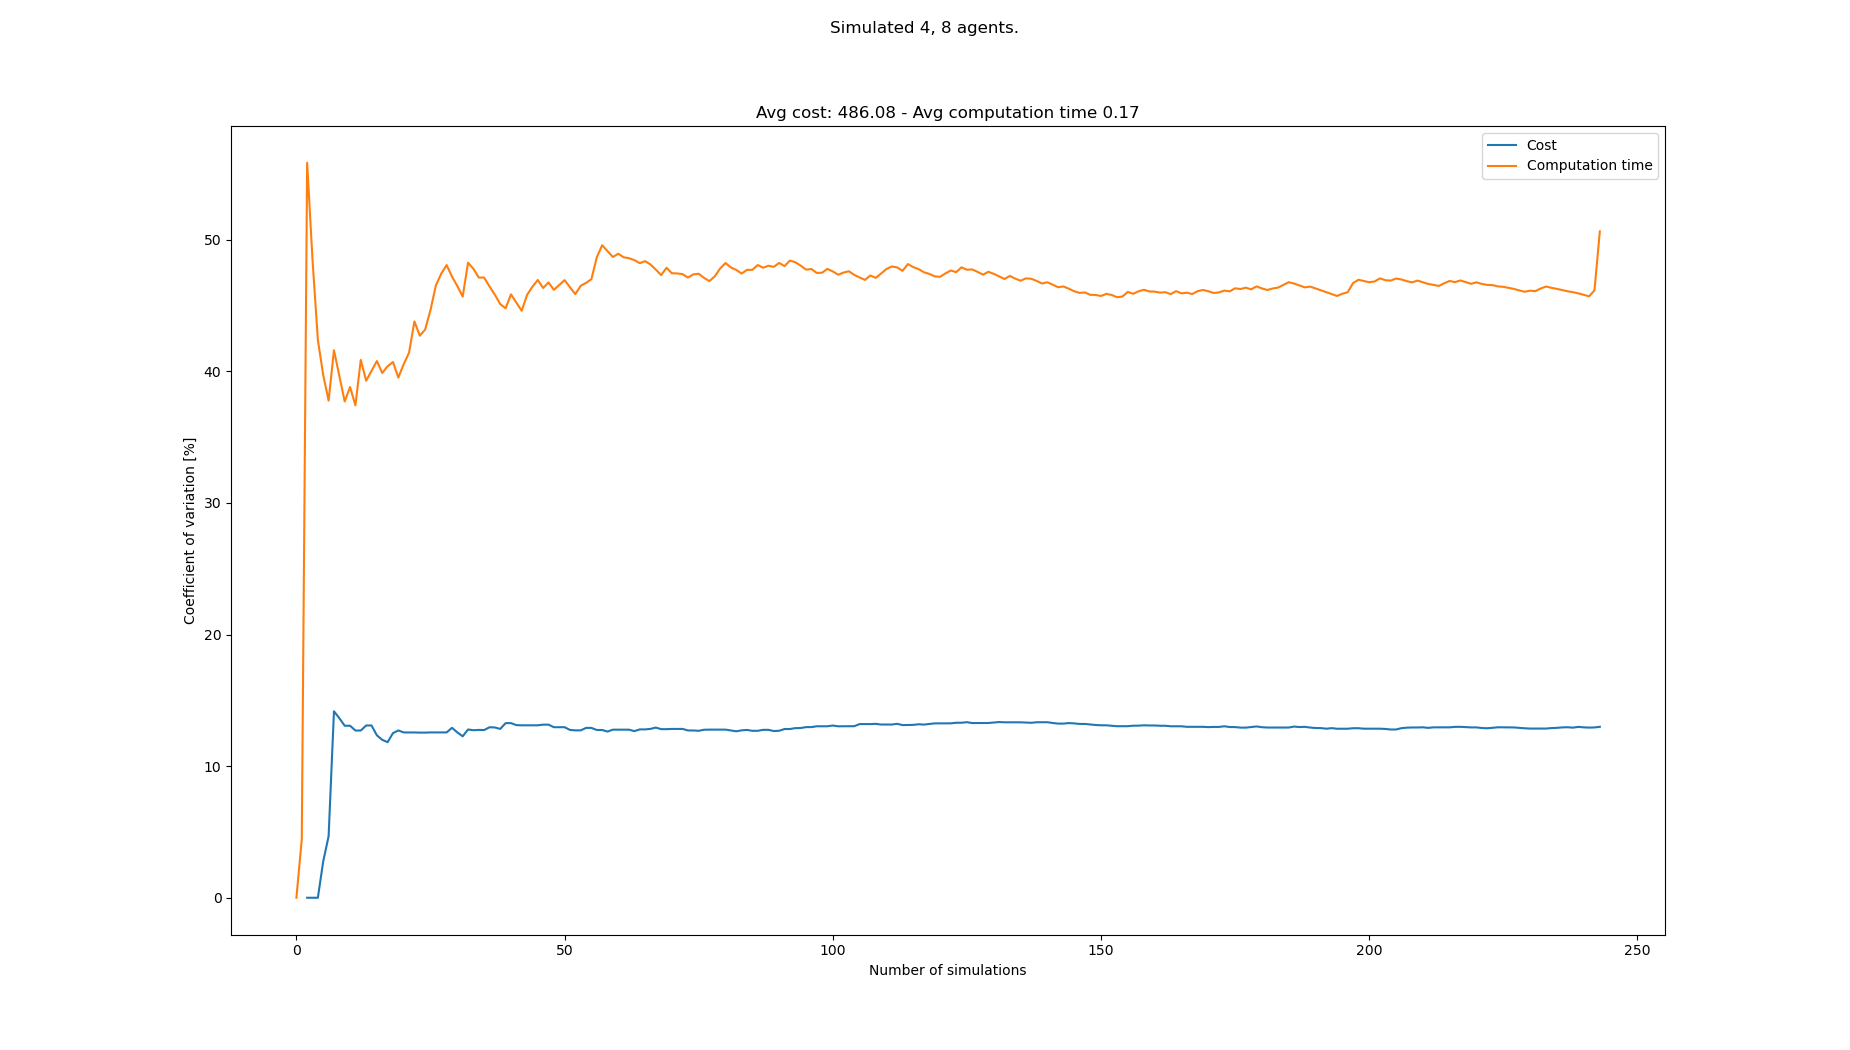 Simulated 4, 8 agents.
Avg cost: 486.08 - Avg computation time 0.17
Cost
Computation time
50
40
30
20
10
0
Coefficient of variation [%]
0 50 100 150 200 250
Number of simulations